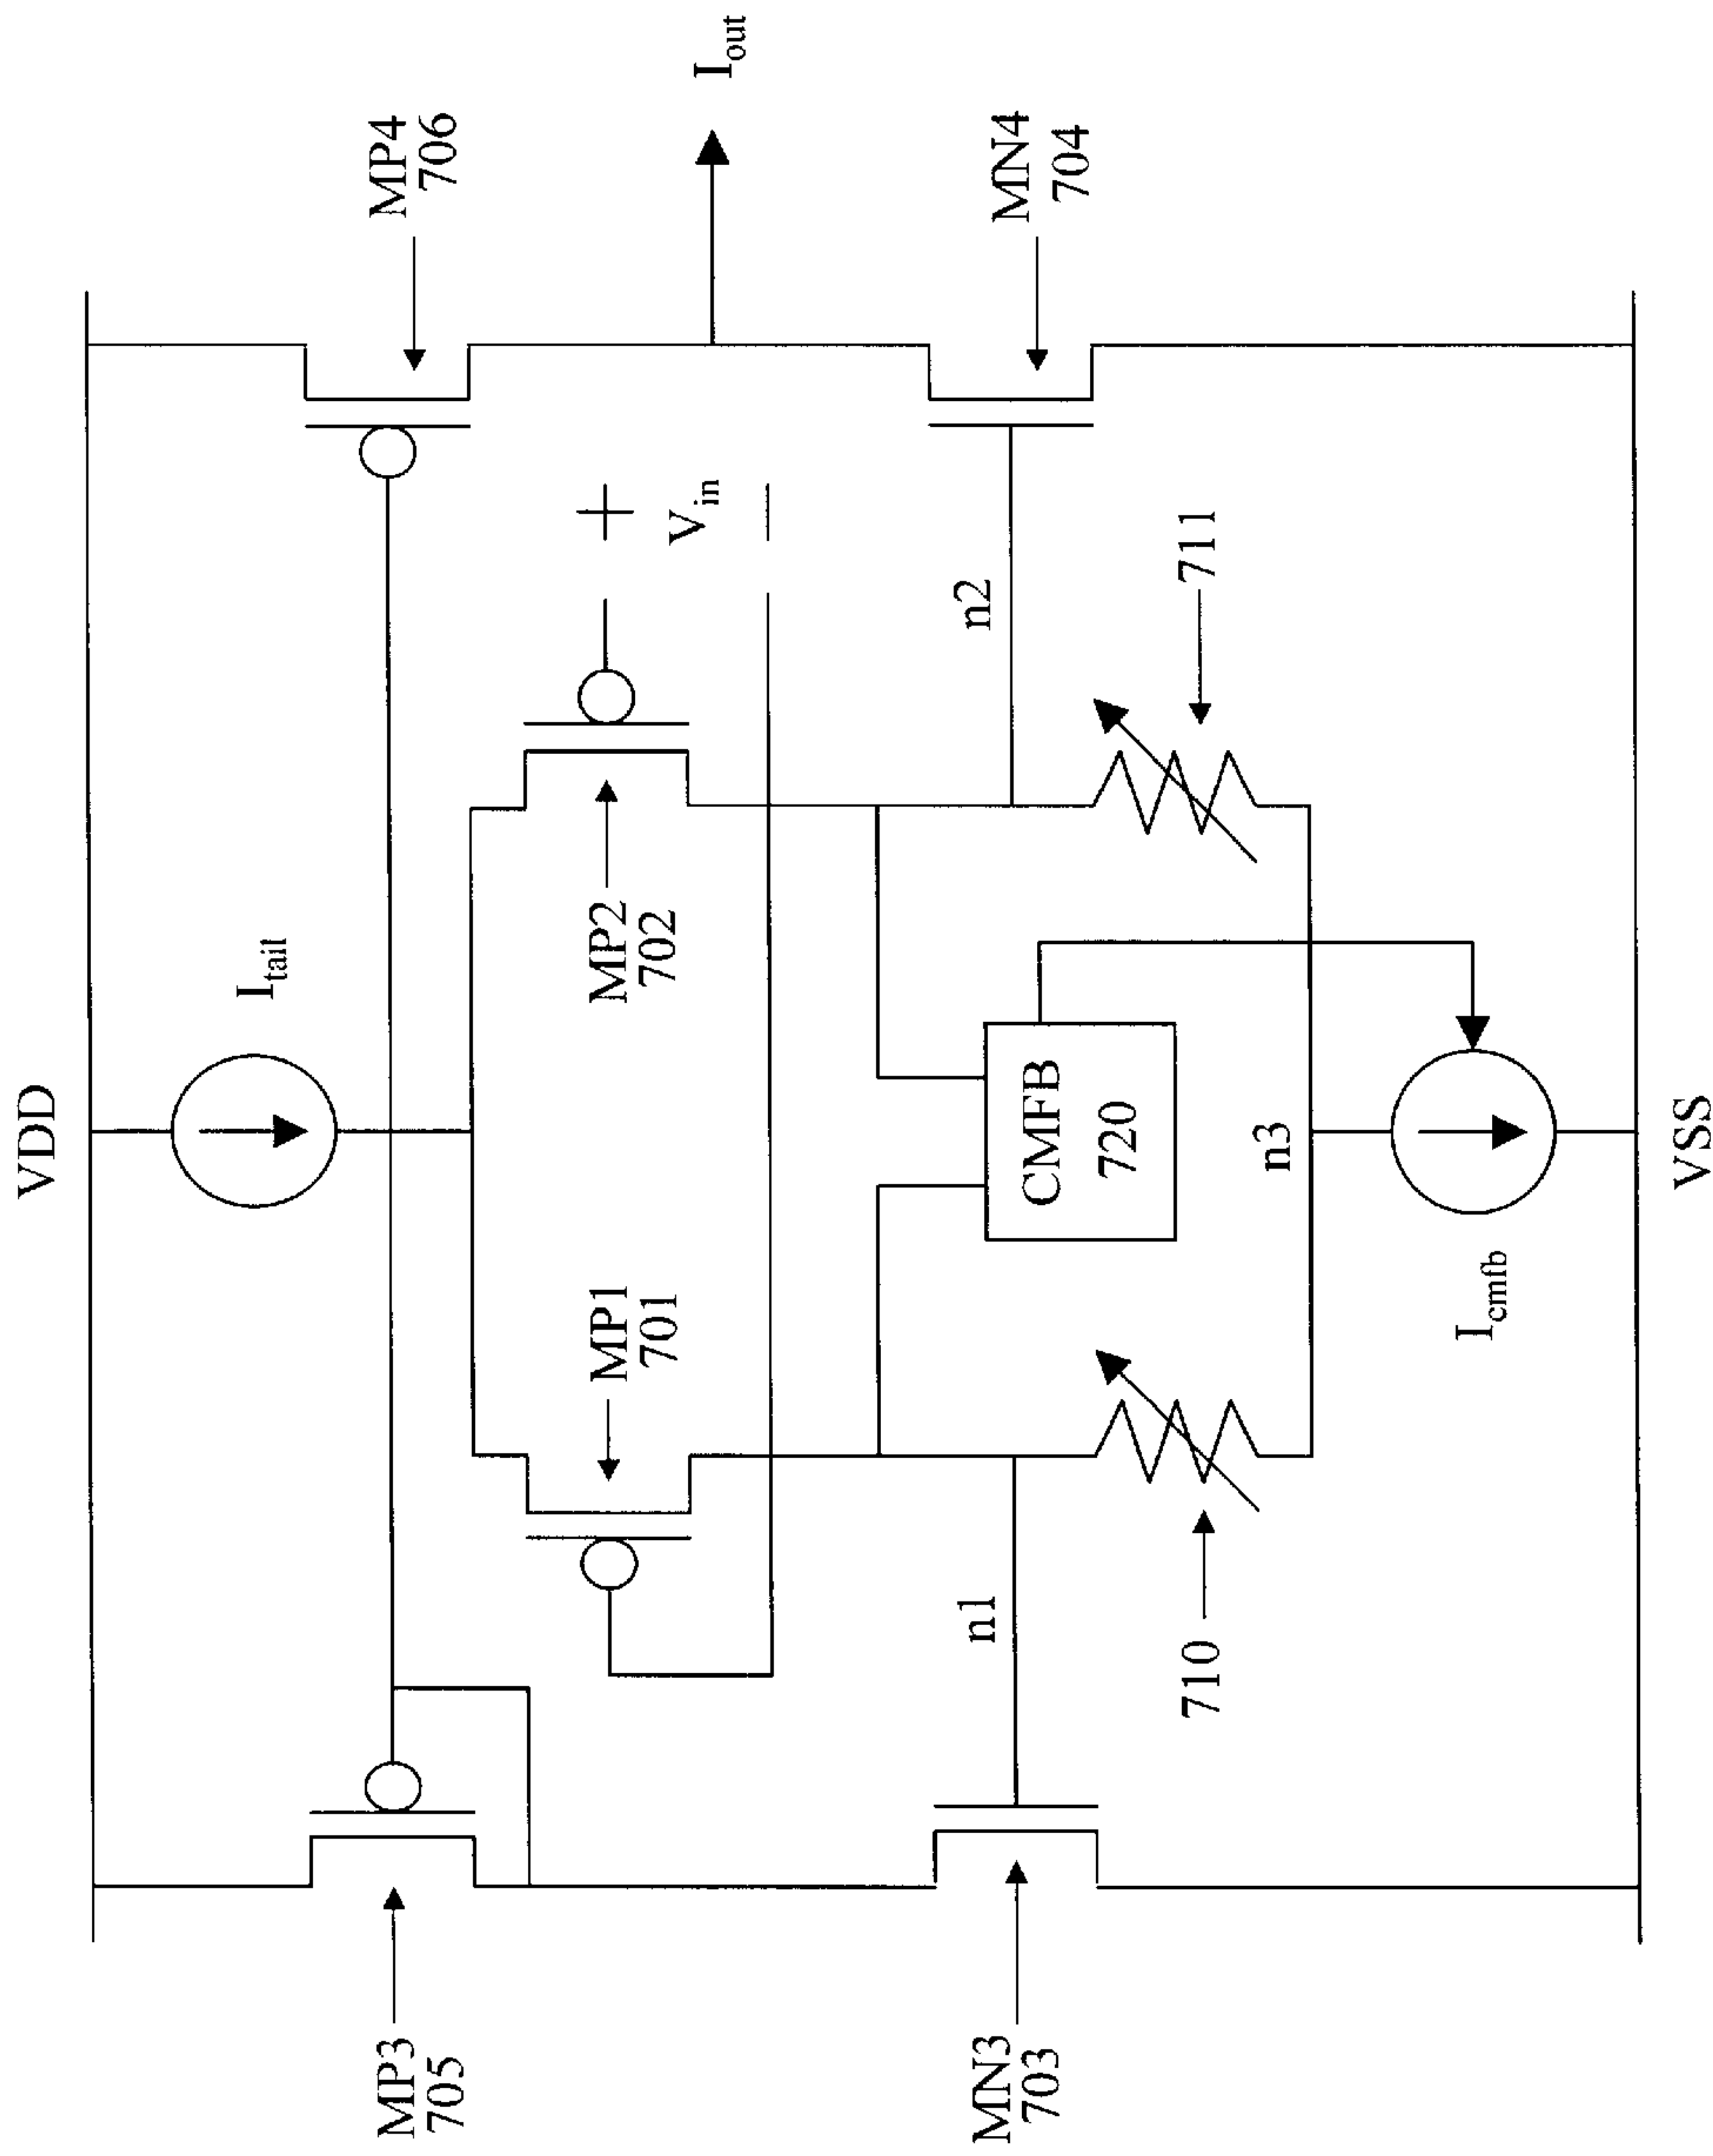 VDD
I_tail
MP3
705
MP4
706
MP1
701
MP2
702
+
V_in
−
I_out
n1
n2
MN3
703
MN4
704
CMFB
720
710
711
n3
I_cmfb
VSS